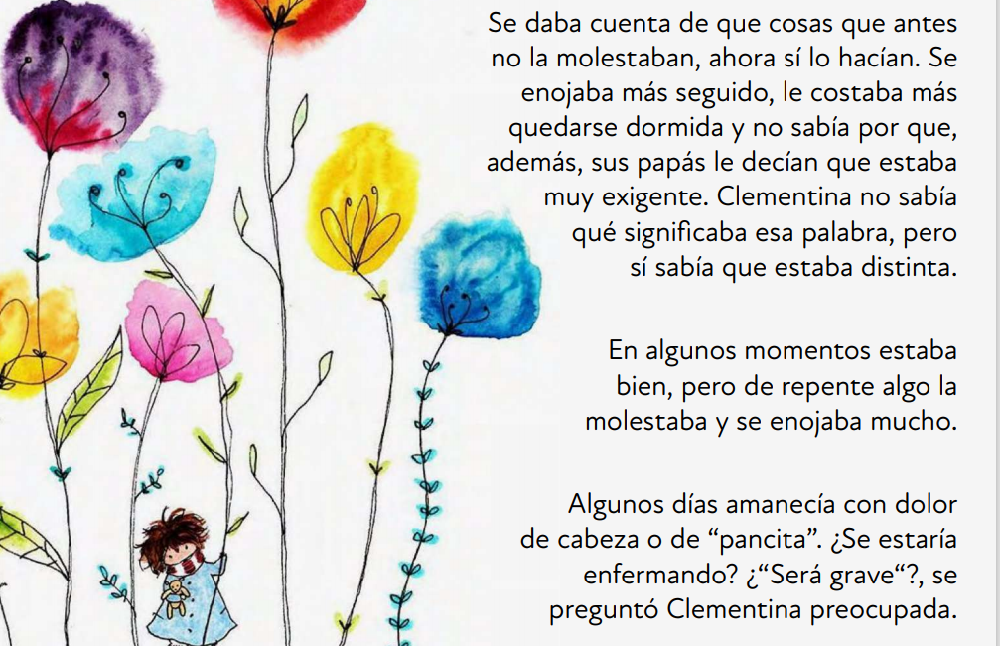 Se daba cuenta de que cosas que antes
no la molestaban, ahora sí lo hacían. Se
enojaba más seguido, le costaba más
quedarse dormida y no sabía por que,
además, sus papás le decían que estaba
muy exigente. Clementina no sabía
qué significaba esa palabra, pero
sí sabía que estaba distinta.
En algunos momentos estaba
bien, pero de repente algo la
molestaba y se enojaba mucho.
Algunos días amanecía con dolor
de cabeza o de “pancita”. ¿Se estaría
enfermando? ¿“Será grave“?, se
preguntó Clementina preocupada.